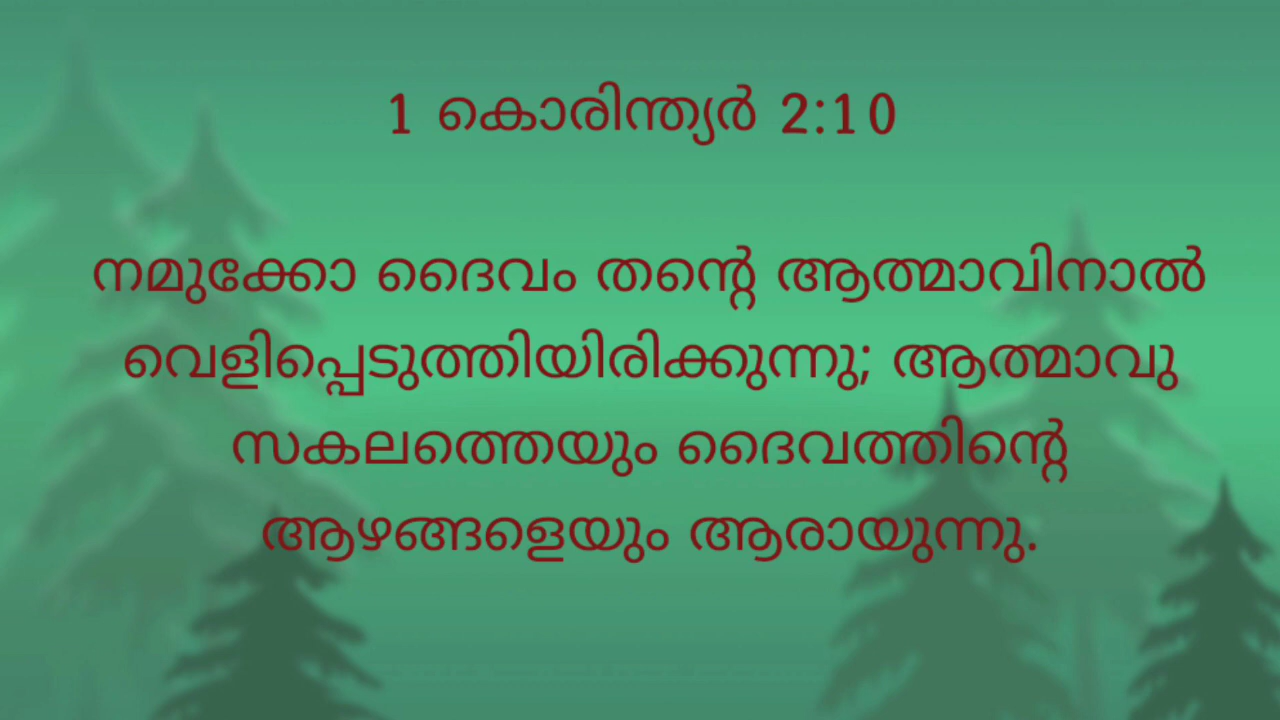 1 കൊരിന്ത്യർ 2:10
നമുക്കോ ദൈവം തന്റെ ആത്മാവിനാൽ
വെളിപ്പെടുത്തിയിരിക്കുന്നു; ആത്മാവു
സകലത്തെയും ദൈവത്തിന്റെ
ആഴങ്ങളെയും ആരായുന്നു.